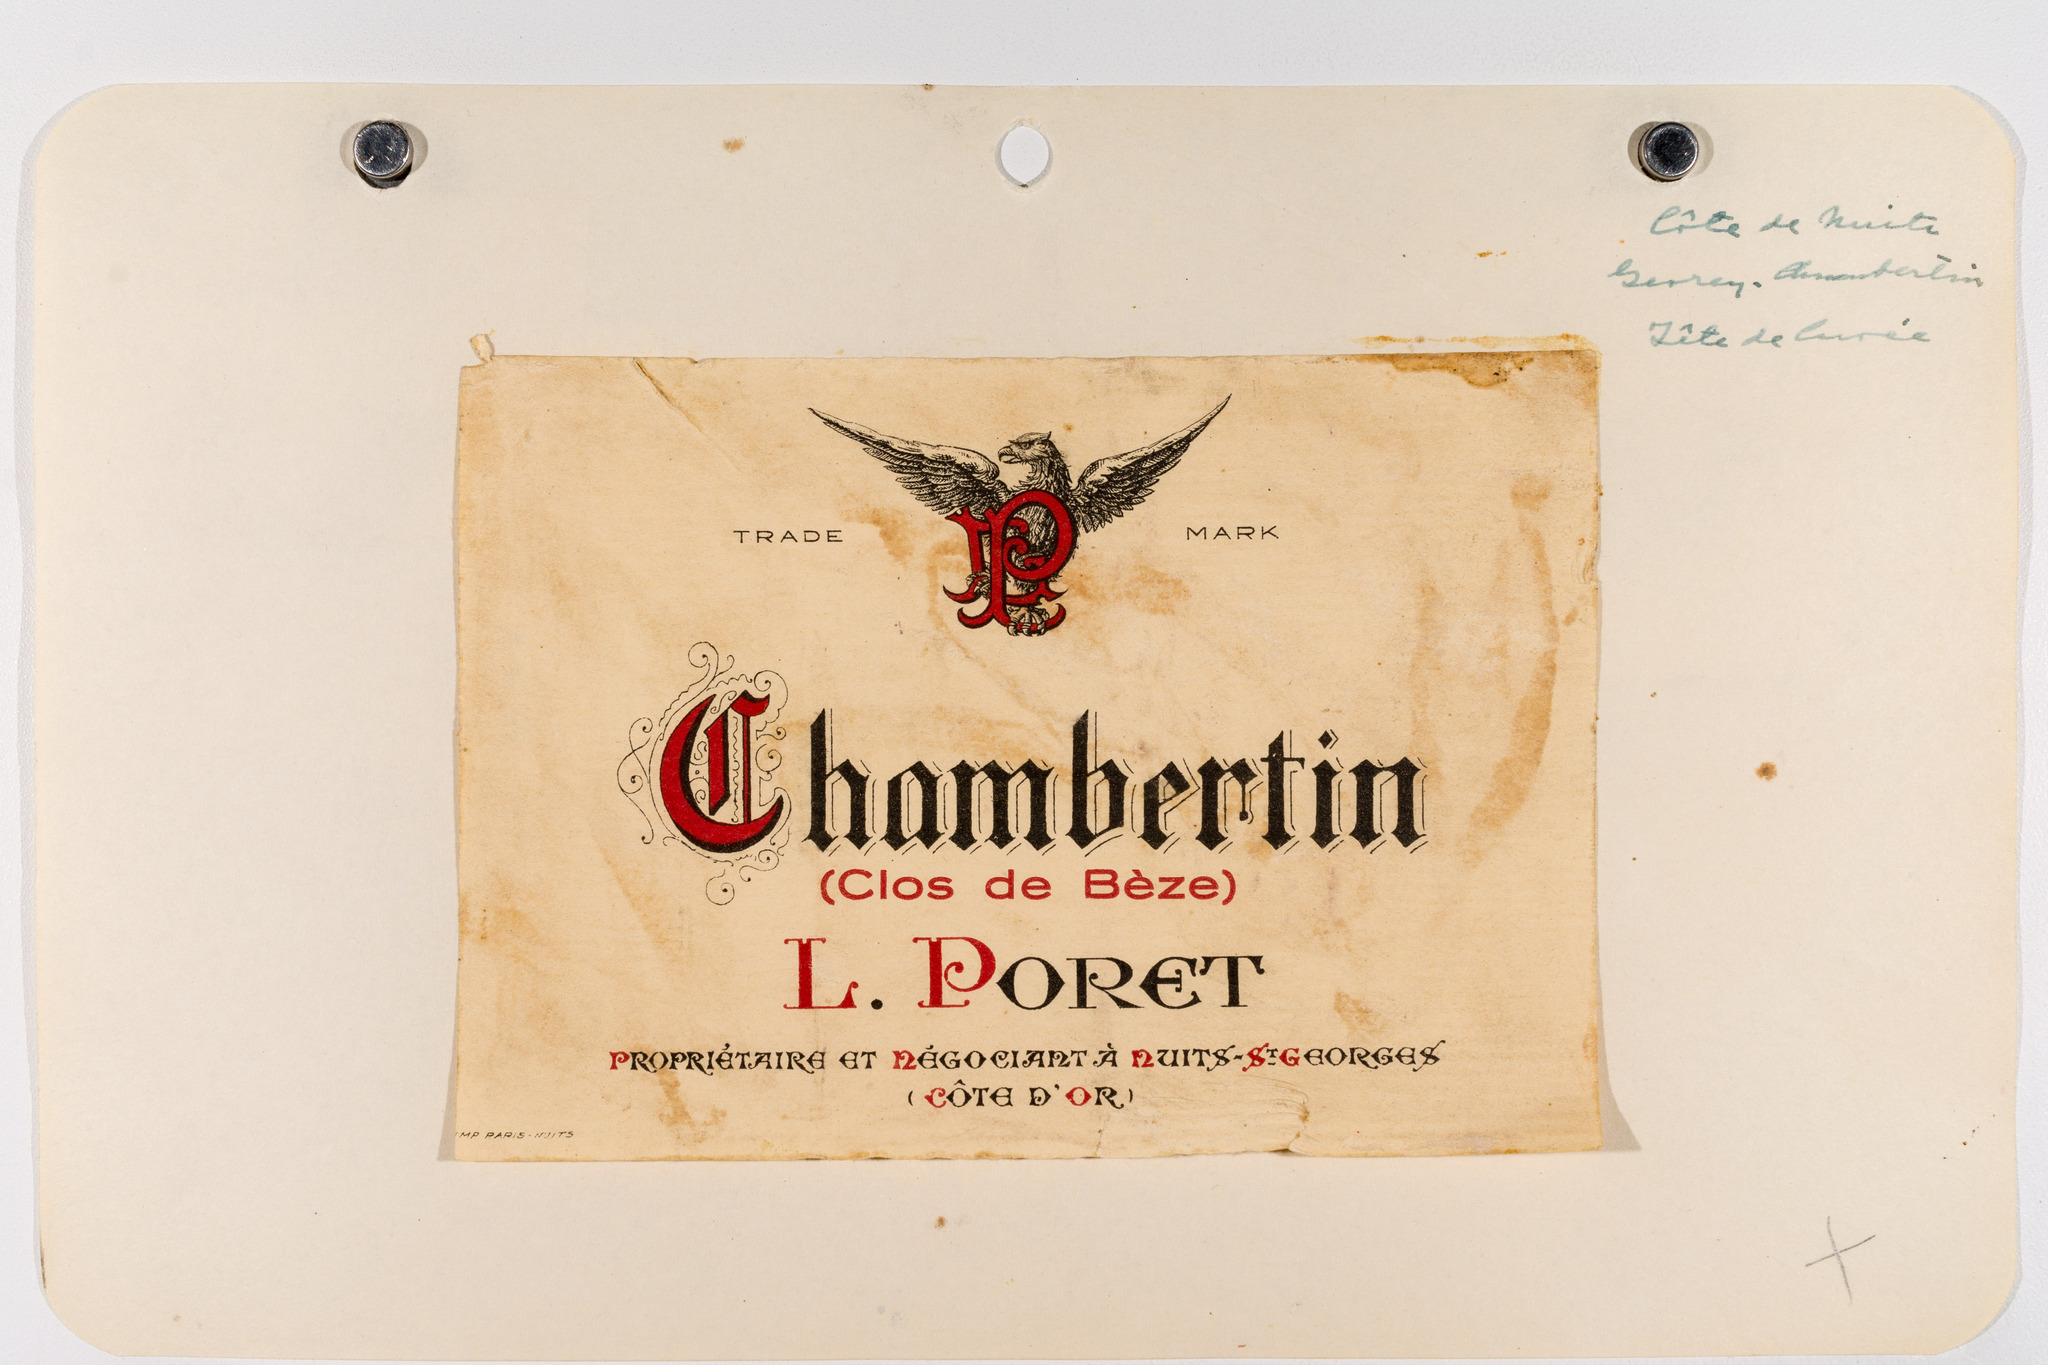 Côte de Nuits
Gevrey-Chambertin
Tête de Cuvée
TRADE MARK
Chambertin
(Clos de Bèze)
L. PORET
PROPRIÉTAIRE ET NÉGOCIANT À NUITS-ST GEORGES
(CÔTE D'OR)
IMP PARIS-NUITS